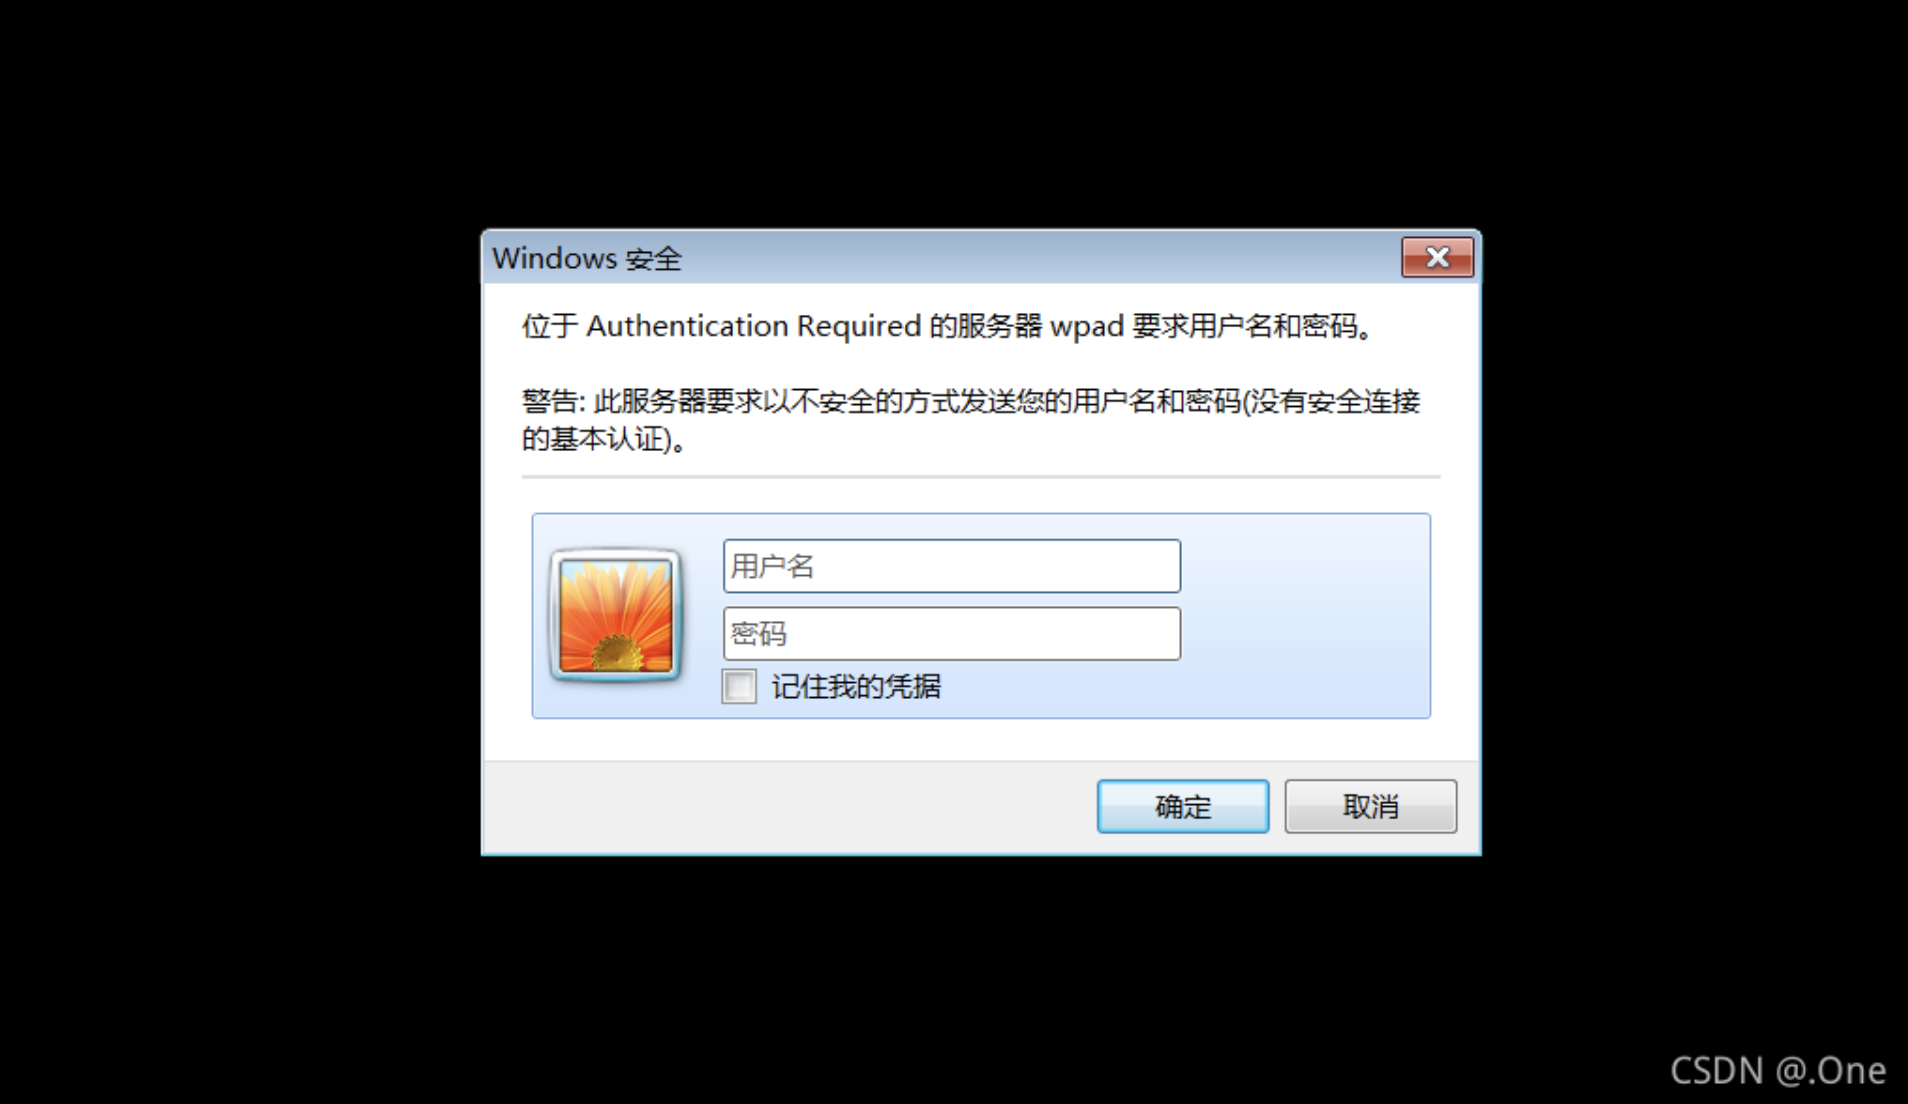 Windows 安全
位于 Authentication Required 的服务器 wpad 要求用户名和密码。
警告: 此服务器要求以不安全的方式发送您的用户名和密码(没有安全连接
的基本认证)。
用户名
密码
记住我的凭据
确定
取消
CSDN @.One